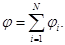 φ = ∑_{i=1}^{N} φ_i.